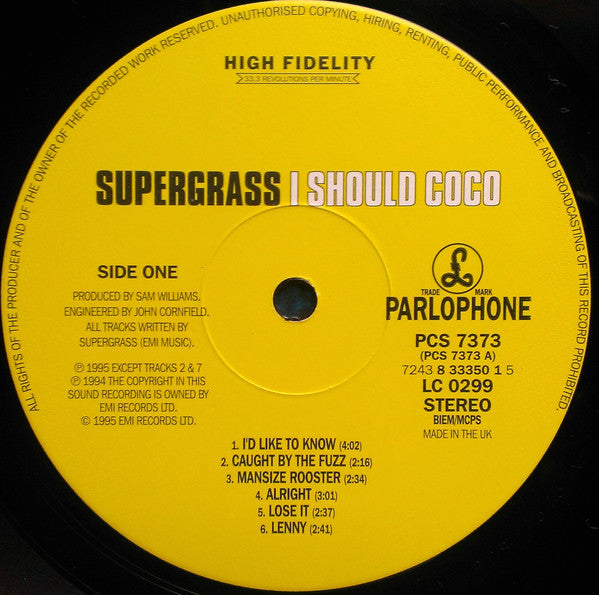 ALL RIGHTS OF THE PRODUCER AND OF THE OWNER OF THE RECORDED WORK RESERVED. UNAUTHORISED COPYING, HIRING, RENTING, PUBLIC PERFORMANCE AND BROADCASTING OF THIS RECORD PROHIBITED.
HIGH FIDELITY
33.3 REVOLUTIONS PER MINUTE
SUPERGRASS I SHOULD COCO
SIDE ONE
PRODUCED BY SAM WILLIAMS.
ENGINEERED BY JOHN CORNFIELD.
ALL TRACKS WRITTEN BY
SUPERGRASS (EMI MUSIC).
℗ 1995 EXCEPT TRACKS 2 & 7
℗ 1994 THE COPYRIGHT IN THIS
SOUND RECORDING IS OWNED BY
EMI RECORDS LTD.
© 1995 EMI RECORDS LTD.
£
TRADE MARK
PARLOPHONE
PCS 7373
(PCS 7373 A)
7243 8 33350 1 5
LC 0299
STEREO
BIEM/MCPS
MADE IN THE UK
1. I'D LIKE TO KNOW (4:02)
2. CAUGHT BY THE FUZZ (2:16)
3. MANSIZE ROOSTER (2:34)
4. ALRIGHT (3:01)
5. LOSE IT (2:37)
6. LENNY (2:41)